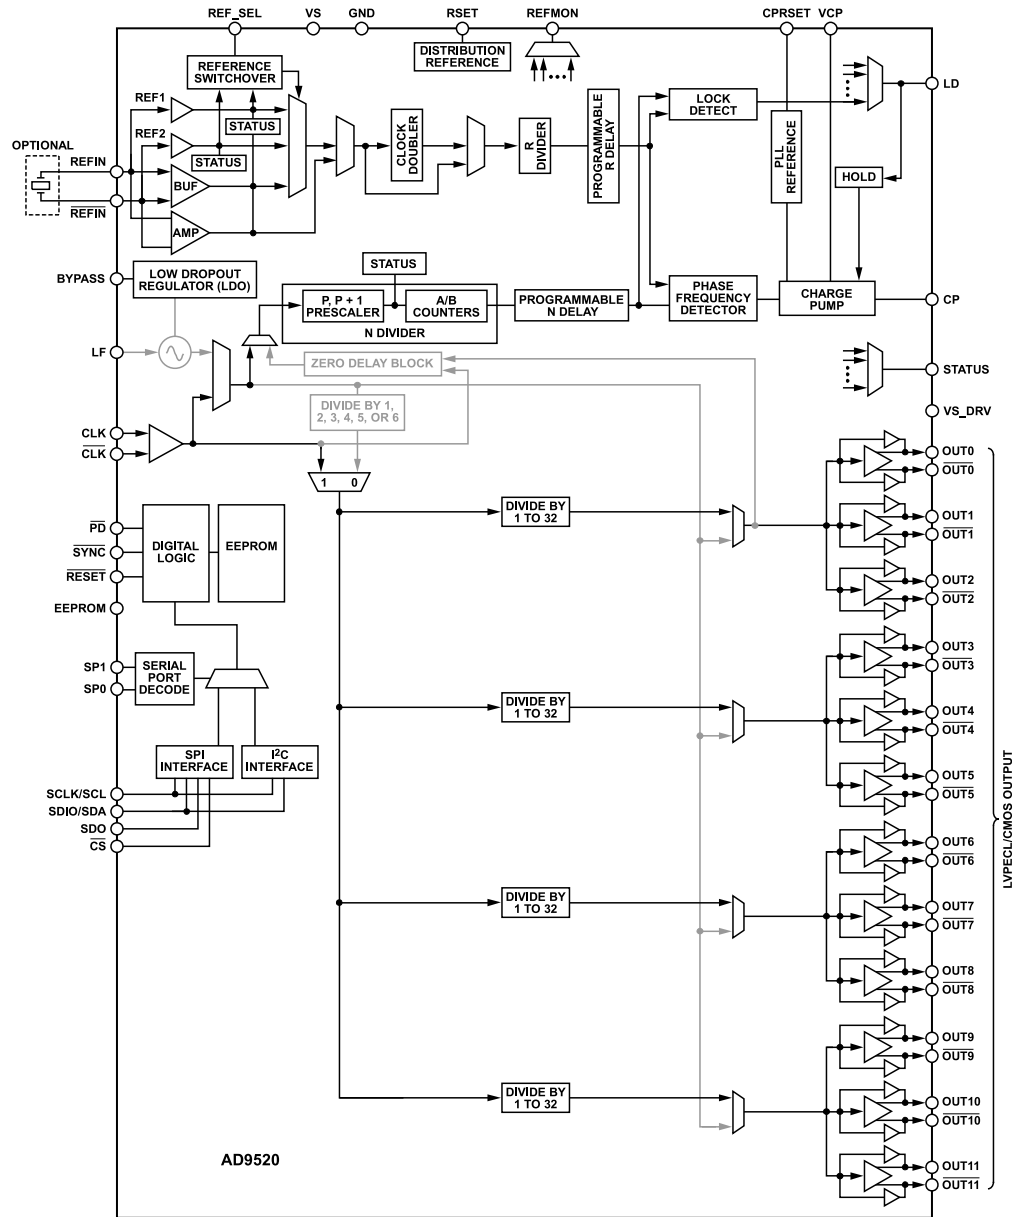 REF_SEL
VS
GND
RSET
REFMON
CPRSET
VCP
DISTRIBUTION
REFERENCE
REFERENCE
SWITCHOVER
LD
REF1
STATUS
REF2
STATUS
OPTIONAL
REFIN
REFIN
BUF
AMP
CLOCK
DOUBLER
R
DIVIDER
PROGRAMMABLE
R DELAY
LOCK
DETECT
PLL
REFERENCE
HOLD
BYPASS
LOW DROPOUT
REGULATOR (LDO)
STATUS
P, P + 1
PRESCALER
A/B
COUNTERS
N DIVIDER
PROGRAMMABLE
N DELAY
PHASE
FREQUENCY
DETECTOR
CHARGE
PUMP
CP
LF
ZERO DELAY BLOCK
STATUS
DIVIDE BY 1,
2, 3, 4, 5, OR 6
VS_DRV
CLK
CLK
1 0
OUT0
OUT0
DIVIDE BY
1 TO 32
OUT1
OUT1
PD
SYNC
RESET
DIGITAL
LOGIC
EEPROM
OUT2
OUT2
EEPROM
SP1
SP0
SERIAL
PORT
DECODE
OUT3
OUT3
DIVIDE BY
1 TO 32
OUT4
OUT4
SPI
INTERFACE
I²C
INTERFACE
OUT5
OUT5
SCLK/SCL
SDIO/SDA
SDO
CS
LVPECL/CMOS OUTPUT
OUT6
OUT6
DIVIDE BY
1 TO 32
OUT7
OUT7
OUT8
OUT8
OUT9
OUT9
DIVIDE BY
1 TO 32
OUT10
OUT10
AD9520
OUT11
OUT11